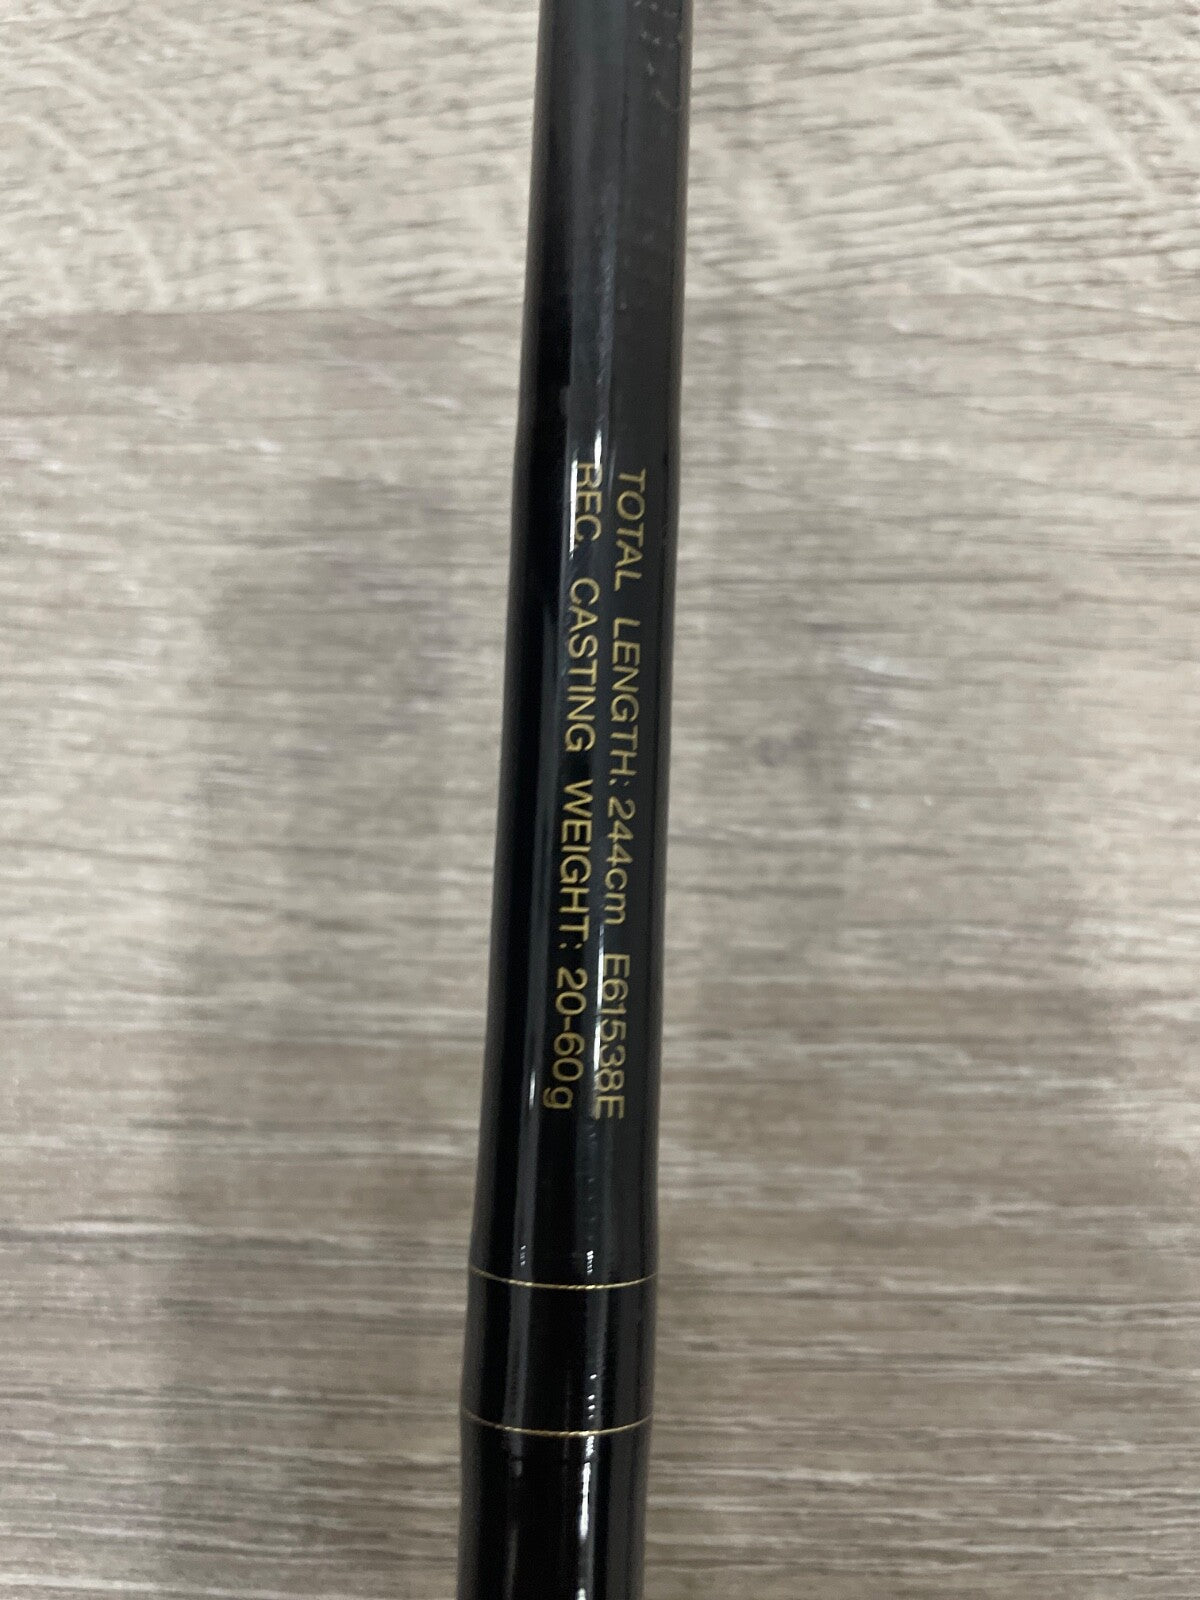 TOTAL LENGTH: 244cm E61538E
REC. CASTING WEIGHT: 20-60g